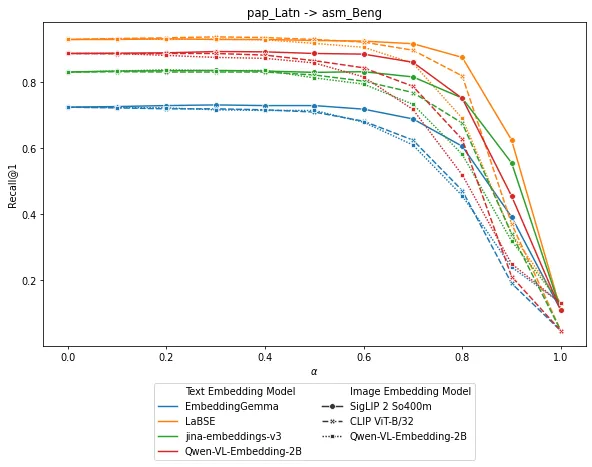 pap_Latn -> asm_Beng
Recall@1
0.8
0.6
0.4
0.2
0.0 0.2 0.4 0.6 0.8 1.0
α
Text Embedding Model
EmbeddingGemma
LaBSE
jina-embeddings-v3
Qwen-VL-Embedding-2B
Image Embedding Model
SigLIP 2 So400m
CLIP ViT-B/32
Qwen-VL-Embedding-2B